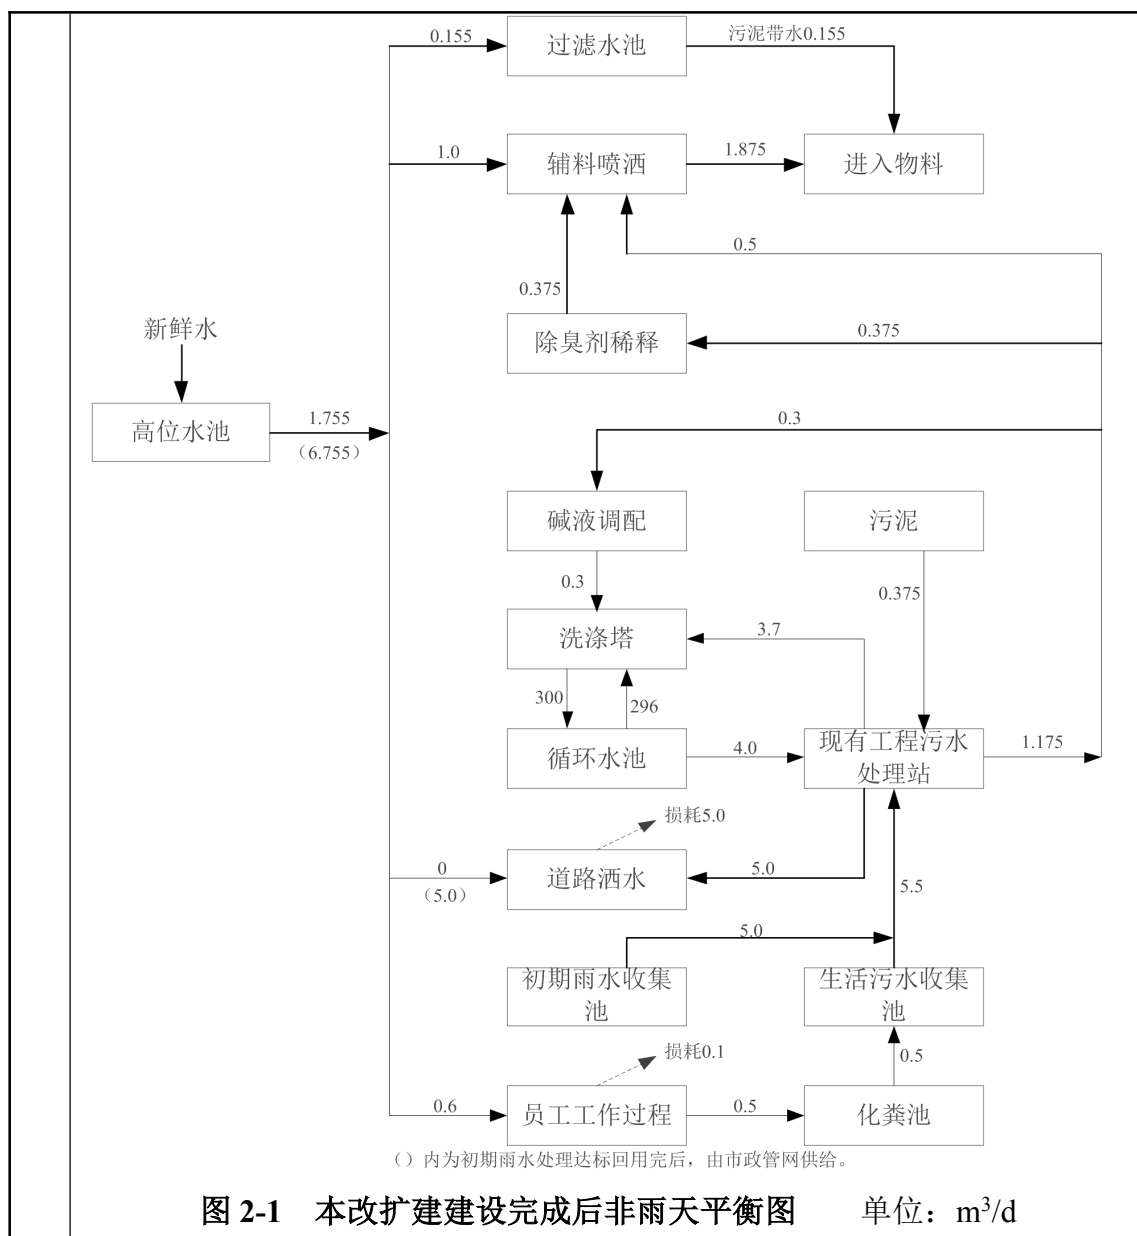 0.155
过滤水池
污泥带水0.155
1.0
辅料喷洒
1.875
进入物料
0.5
0.375
新鲜水
除臭剂稀释
0.375
高位水池
1.755
（6.755）
0.3
碱液调配
污泥
0.3
0.375
洗涤塔
3.7
300
296
循环水池
4.0
现有工程污水
处理站
1.175
损耗5.0
0
（5.0）
道路洒水
5.0
5.5
5.0
初期雨水收集
池
生活污水收集
池
损耗0.1
0.5
0.6
员工工作过程
0.5
化粪池
（）内为初期雨水处理达标回用完后，由市政管网供给。
图 2-1 本改扩建建设完成后非雨天平衡图 单位：m³/d